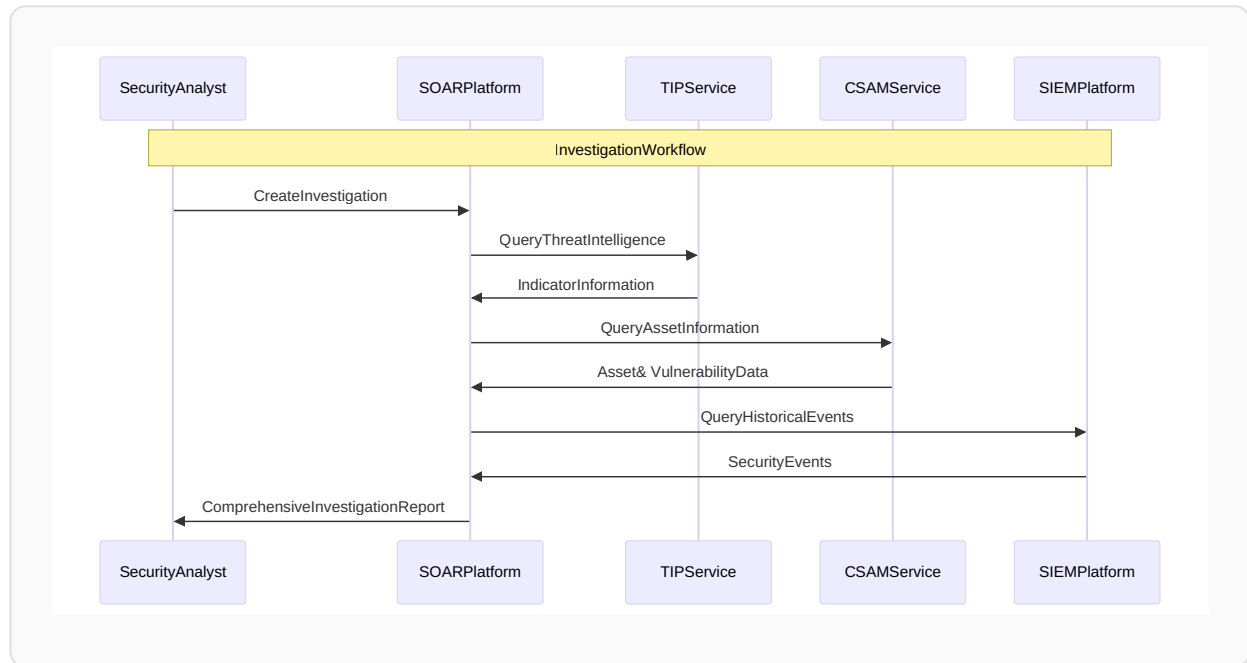 SecurityAnalyst
SOARPlatform
TIPService
CSAMService
SIEMPlatform
InvestigationWorkflow
CreateInvestigation
QueryThreatIntelligence
IndicatorInformation
QueryAssetInformation
Asset& VulnerabilityData
QueryHistoricalEvents
SecurityEvents
ComprehensiveInvestigationReport
SecurityAnalyst
SOARPlatform
TIPService
CSAMService
SIEMPlatform